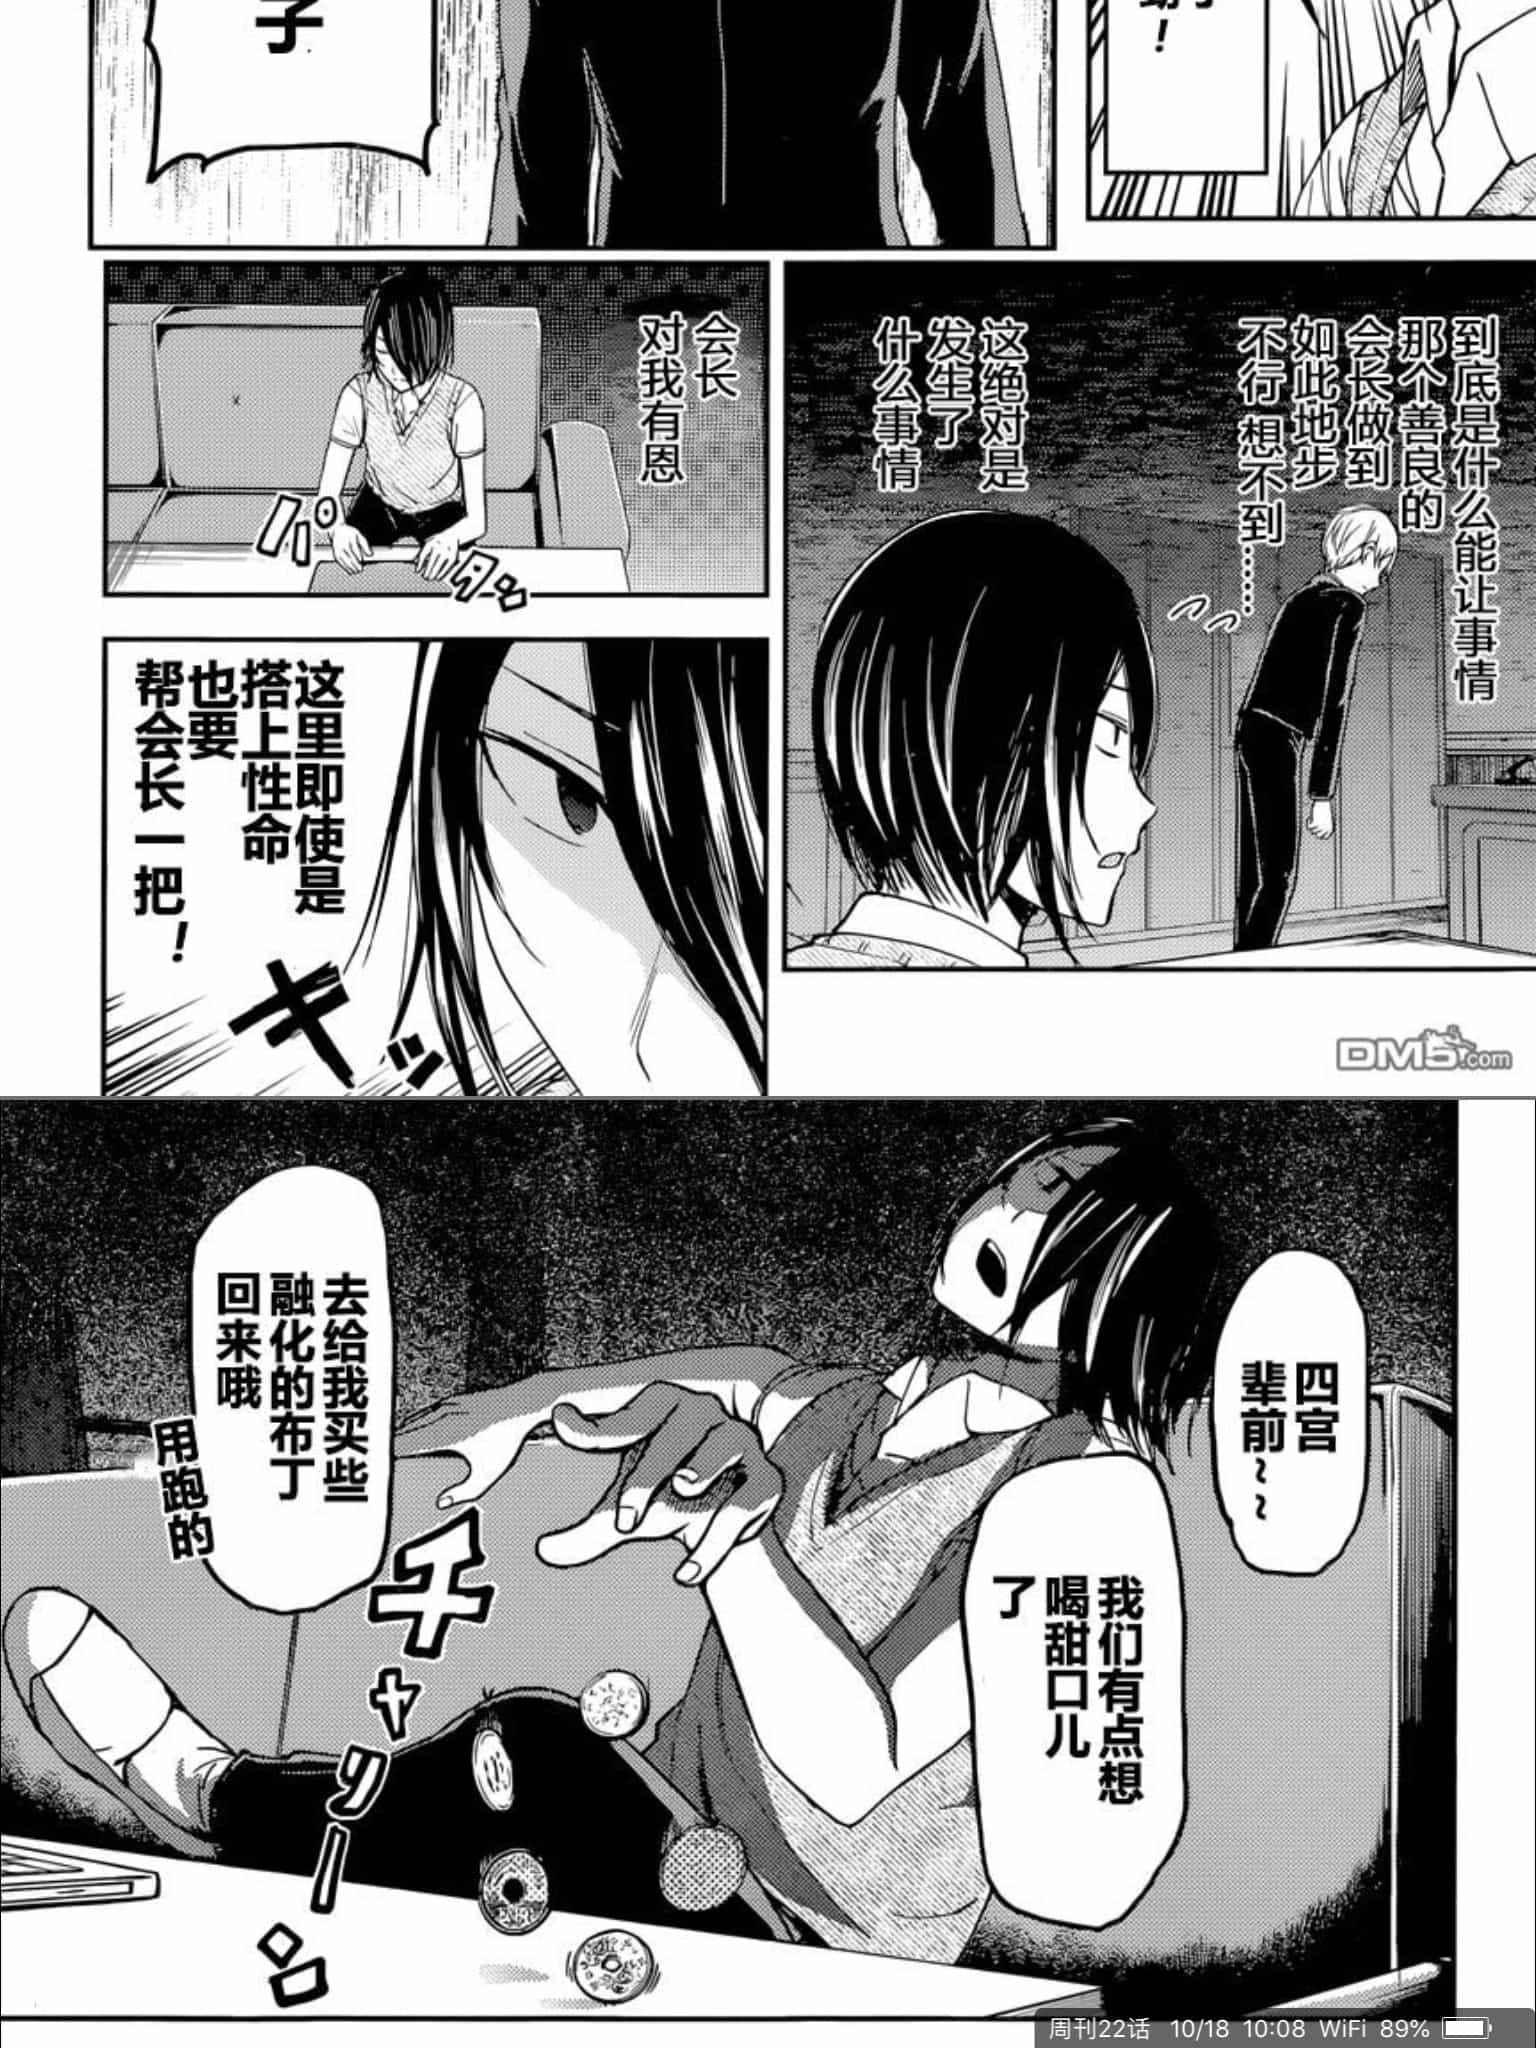 子
！
到底是什么能让事情
那个善良的
会长做到
如此地步
不行 想不到……
这绝对是
发生了
什么事情
会长
对我有恩
パタン
这里即使是
搭上性命
也要
帮会长一把！
キッ
DM5.com
四宫
前辈~~
我们有点想
喝甜口儿
了
去给我买些
融化的布丁
回来哦
用跑的
チャリーン
周刊22话 10/18 10:08 WiFi 89%